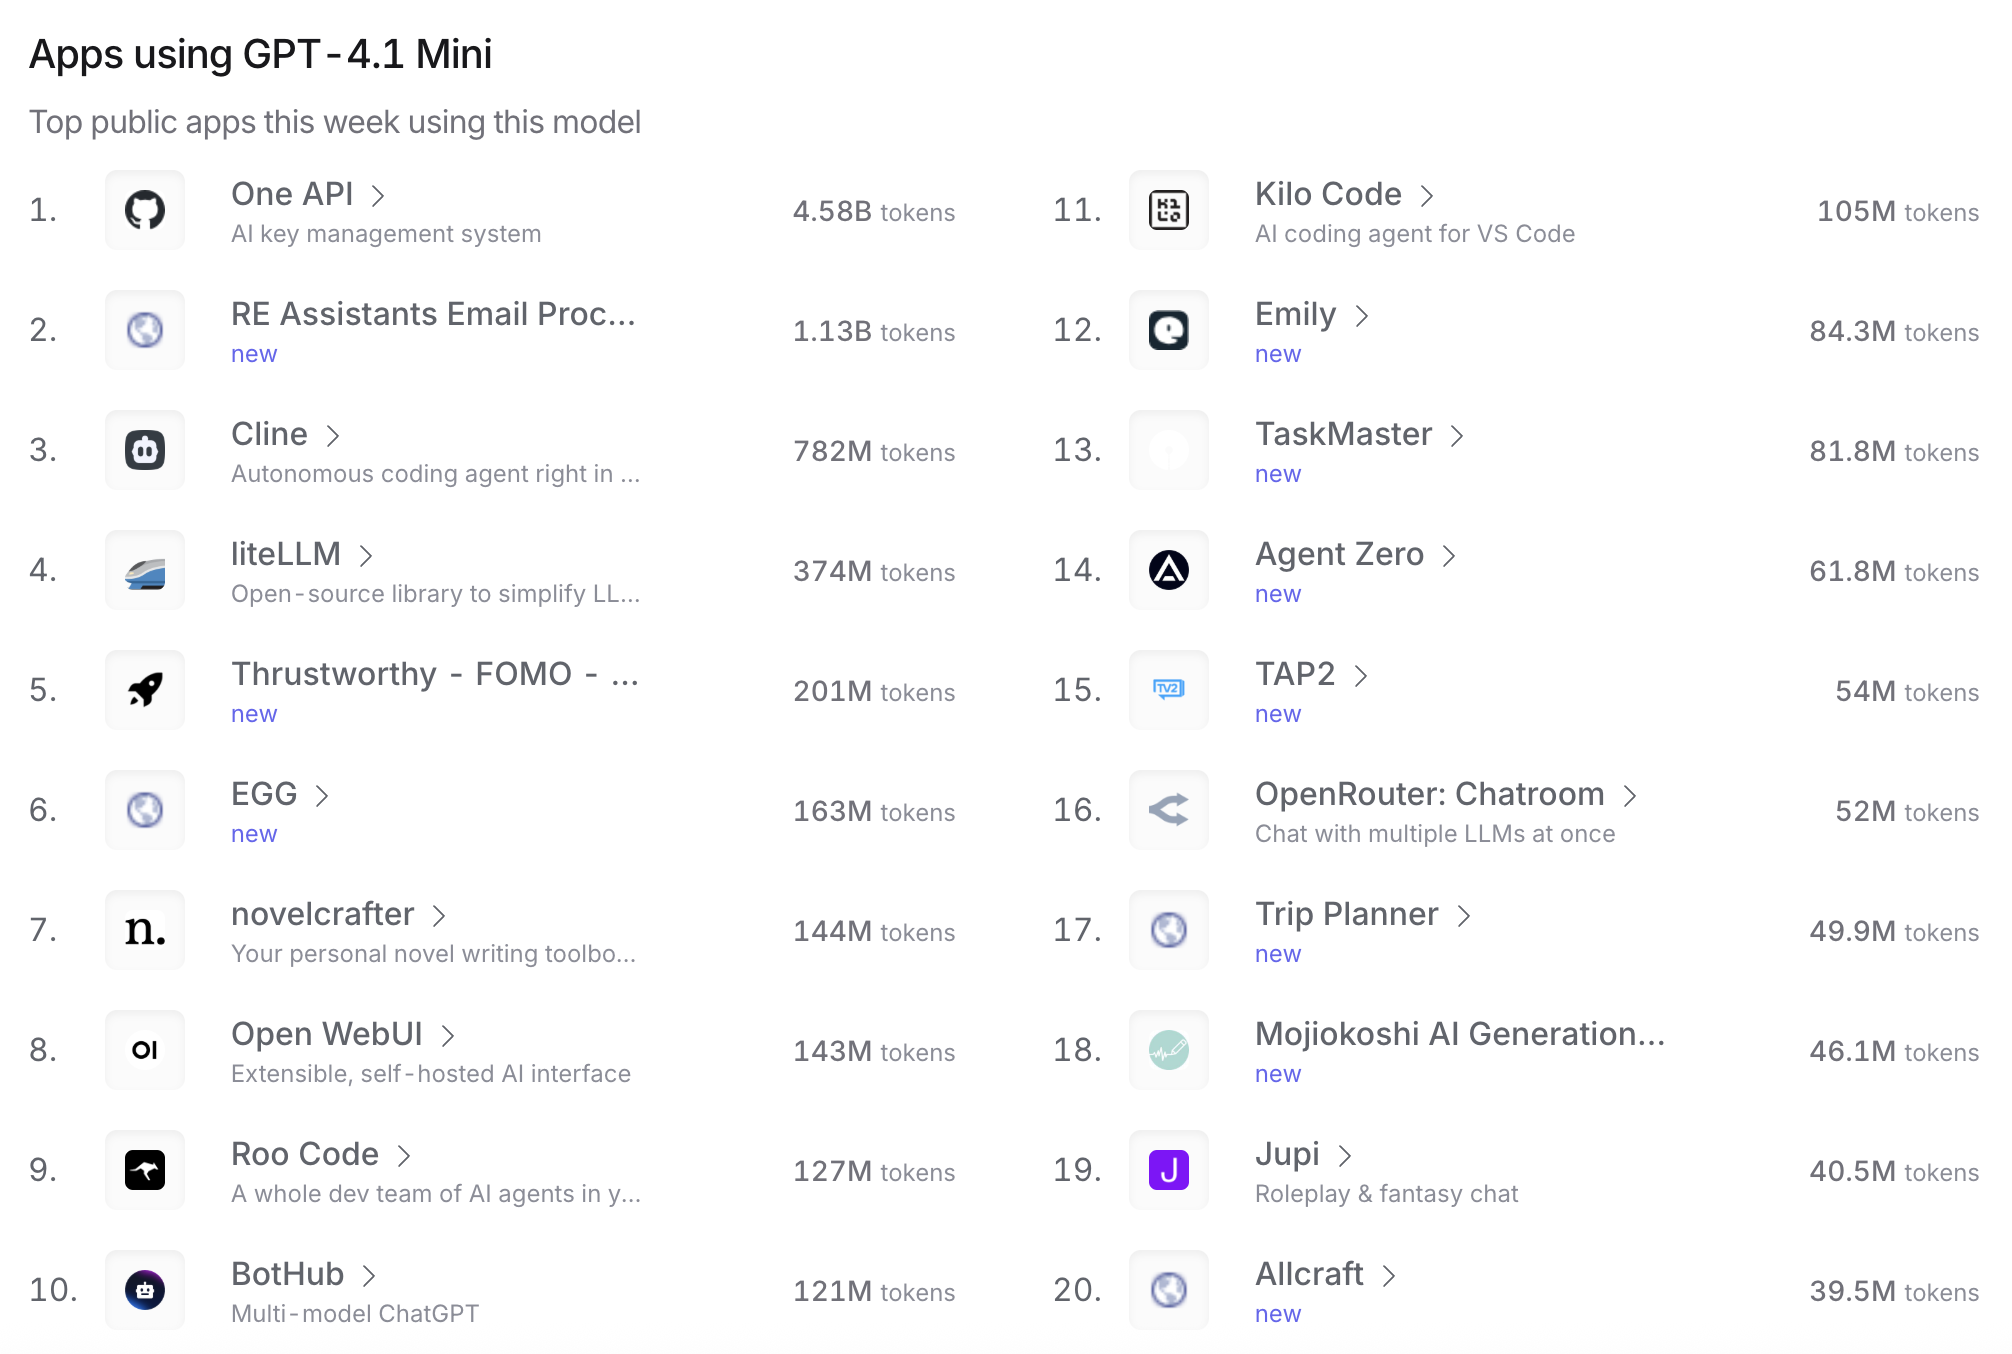 Apps using GPT-4.1 Mini
Top public apps this week using this model
1.
One API
AI key management system
4.58B tokens
2.
RE Assistants Email Proc...
new
1.13B tokens
3.
Cline
Autonomous coding agent right in ...
782M tokens
4.
liteLLM
Open-source library to simplify LL...
374M tokens
5.
Thrustworthy - FOMO - ...
new
201M tokens
6.
EGG
new
163M tokens
7.
n.
novelcrafter
Your personal novel writing toolbo...
144M tokens
8.
OI
Open WebUI
Extensible, self-hosted AI interface
143M tokens
9.
Roo Code
A whole dev team of AI agents in y...
127M tokens
10.
BotHub
Multi-model ChatGPT
121M tokens
11.
Kilo Code
AI coding agent for VS Code
105M tokens
12.
Emily
new
84.3M tokens
13.
TaskMaster
new
81.8M tokens
14.
Agent Zero
new
61.8M tokens
15.
TV2
TAP2
new
54M tokens
16.
OpenRouter: Chatroom
Chat with multiple LLMs at once
52M tokens
17.
Trip Planner
new
49.9M tokens
18.
Mojiokoshi AI Generation...
new
46.1M tokens
19.
J
Jupi
Roleplay & fantasy chat
40.5M tokens
20.
Allcraft
new
39.5M tokens